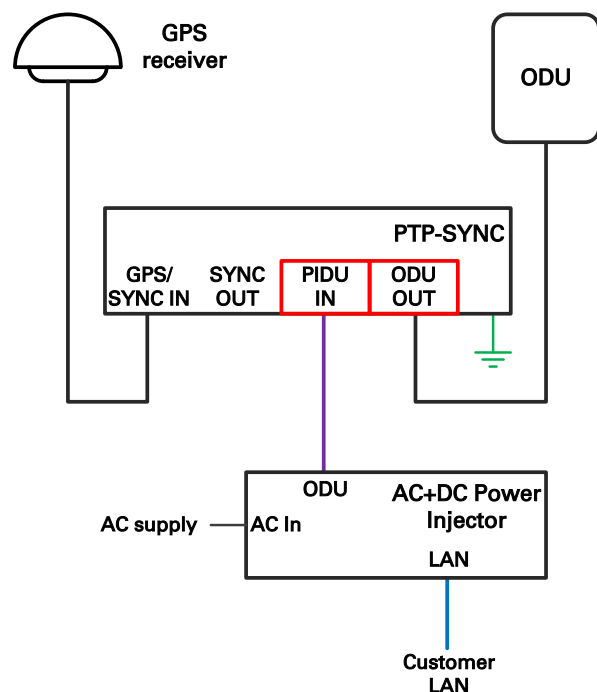 GPS
receiver
ODU
PTP-SYNC
GPS/
SYNC IN
SYNC
OUT
PIDU
IN
ODU
OUT
ODU
AC+DC Power
Injector
AC supply
AC In
LAN
Customer
LAN